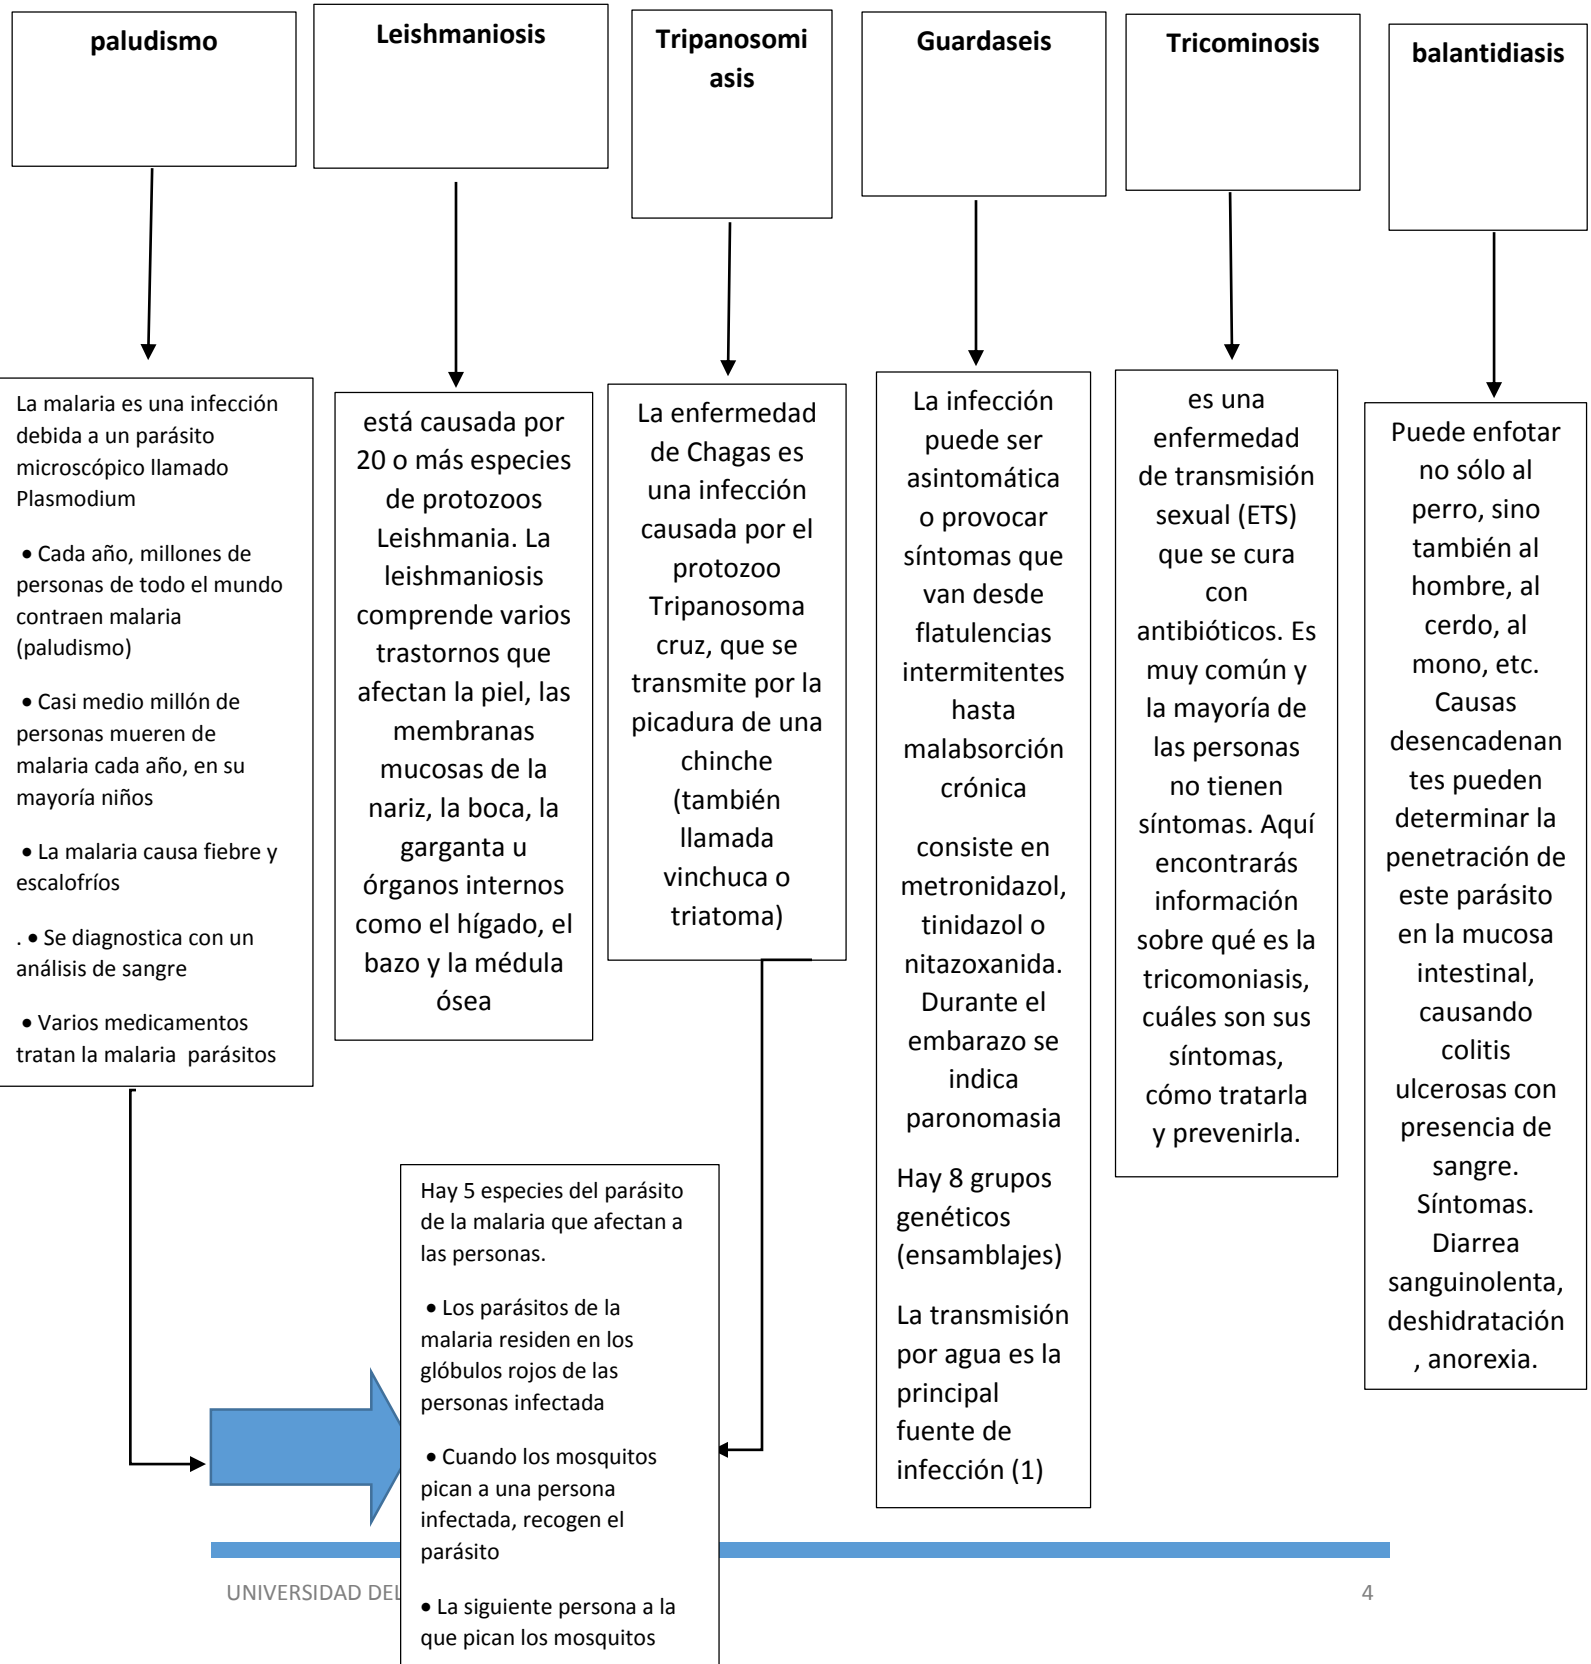 paludismo
Leishmaniosis
Tripanosomi
asis
Guardaseis
Tricominosis
balantidiasis
La malaria es una infección
debida a un parásito
microscópico llamado
Plasmodium
• Cada año, millones de
personas de todo el mundo
contraen malaria
(paludismo)
• Casi medio millón de
personas mueren de
malaria cada año, en su
mayoría niños
• La malaria causa fiebre y
escalofríos
. • Se diagnostica con un
análisis de sangre
• Varios medicamentos
tratan la malaria  parásitos
está causada por
20 o más especies
de protozoos
Leishmania. La
leishmaniosis
comprende varios
trastornos que
afectan la piel, las
membranas
mucosas de la
nariz, la boca, la
garganta u
órganos internos
como el hígado, el
bazo y la médula
ósea
La enfermedad
de Chagas es
una infección
causada por el
protozoo
Tripanosoma
cruz, que se
transmite por la
picadura de una
chinche
(también
llamada
vinchuca o
triatoma)
La infección
puede ser
asintomática
o provocar
síntomas que
van desde
flatulencias
intermitentes
hasta
malabsorción
crónica
consiste en
metronidazol,
tinidazol o
nitazoxanida.
Durante el
embarazo se
indica
paronomasia
Hay 8 grupos
genéticos
(ensamblajes)
La transmisión
por agua es la
principal
fuente de
infección (1)
es una
enfermedad
de transmisión
sexual (ETS)
que se cura
con
antibióticos. Es
muy común y
la mayoría de
las personas
no tienen
síntomas. Aquí
encontrarás
información
sobre qué es la
tricomoniasis,
cuáles son sus
síntomas,
cómo tratarla
y prevenirla.
Puede enfotar
no sólo al
perro, sino
también al
hombre, al
cerdo, al
mono, etc.
Causas
desencadenan
tes pueden
determinar la
penetración de
este parásito
en la mucosa
intestinal,
causando
colitis
ulcerosas con
presencia de
sangre.
Síntomas.
Diarrea
sanguinolenta,
deshidratación
, anorexia.
Hay 5 especies del parásito
de la malaria que afectan a
las personas.
• Los parásitos de la
malaria residen en los
glóbulos rojos de las
personas infectada
• Cuando los mosquitos
pican a una persona
infectada, recogen el
parásito
• La siguiente persona a la
que pican los mosquitos
UNIVERSIDAD DEL
4